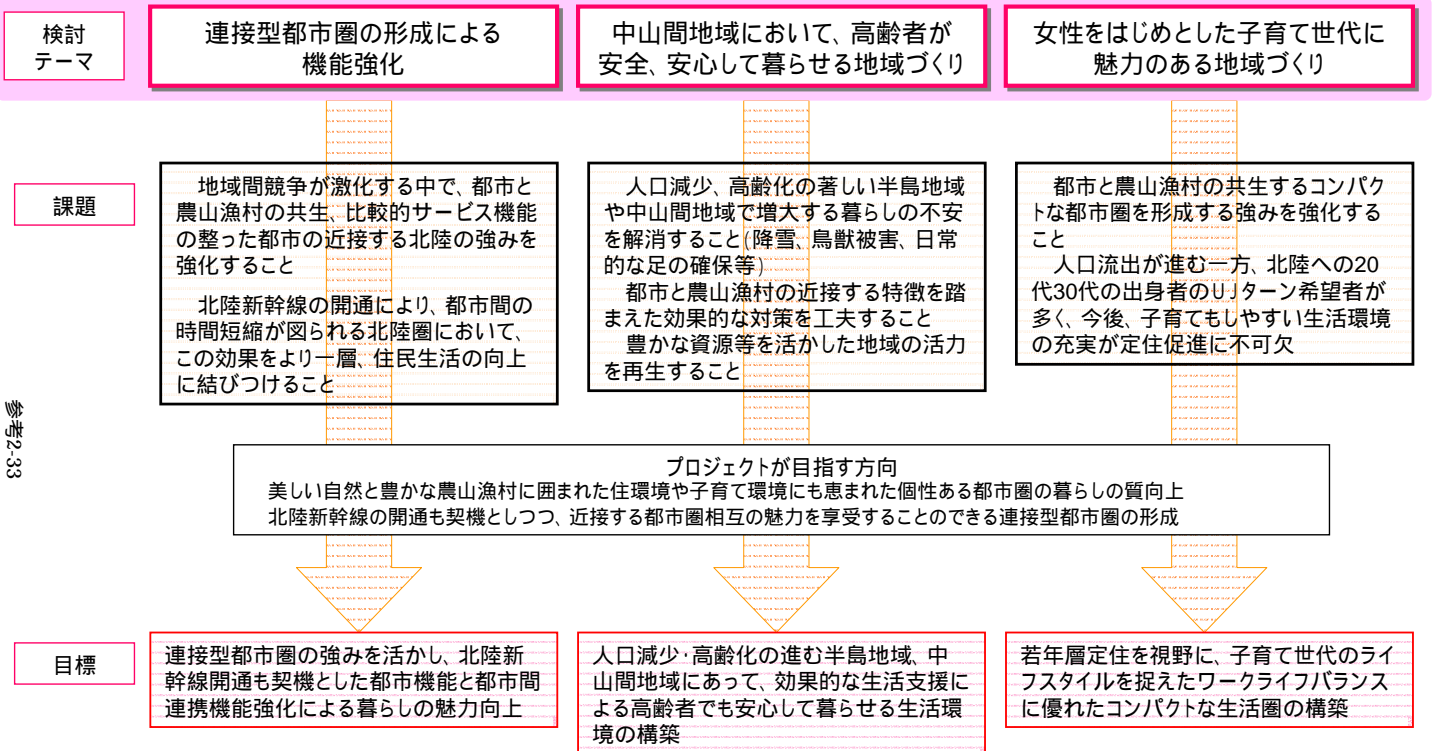 検討
テーマ
連接型都市圏の形成による
機能強化
中山間地域において、高齢者が
安全、安心して暮らせる地域づくり
女性をはじめとした子育て世代に
魅力のある地域づくり
課題
地域間競争が激化する中で、都市と
農山漁村の共生、比較的サービス機能
の整った都市の近接する北陸の強みを
強化すること
北陸新幹線の開通により、都市間の
時間短縮が図られる北陸圏において、
この効果をより一層、住民生活の向上
に結びつけること
人口減少、高齢化の著しい半島地域
や中山間地域で増大する暮らしの不安
を解消すること(降雪、鳥獣被害、日常
的な足の確保等)
都市と農山漁村の近接する特徴を踏
まえた効果的な対策を工夫すること
豊かな資源等を活かした地域の活力
を再生すること
都市と農山漁村の共生するコンパク
トな都市圏を形成する強みを強化する
こと
人口流出が進む一方、北陸への20
代30代の出身者のUJターン希望者が
多く、今後、子育てもしやすい生活環境
の充実が定住促進に不可欠
プロジェクトが目指す方向
美しい自然と豊かな農山漁村に囲まれた住環境や子育て環境にも恵まれた個性ある都市圏の暮らしの質向上
北陸新幹線の開通も契機としつつ、近接する都市圏相互の魅力を享受することのできる連接型都市圏の形成
目標
連接型都市圏の強みを活かし、北陸新
幹線開通も契機とした都市機能と都市間
連携機能強化による暮らしの魅力向上
人口減少・高齢化の進む半島地域、中
山間地域にあって、効果的な生活支援に
よる高齢者でも安心して暮らせる生活環
境の構築
若年層定住を視野に、子育て世代のライ
フスタイルを捉えたワークライフバランス
に優れたコンパクトな生活圏の構築
参考2-33